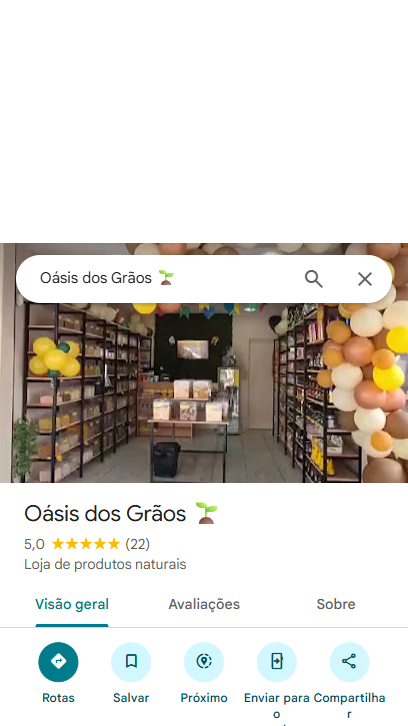 Oásis dos Grãos 🌱
Oásis dos Grãos 🌱
5,0 ★★★★★ (22)
Loja de produtos naturais
Visão geral Avaliações Sobre
Rotas Salvar Próximo Enviar para o Compartilhar